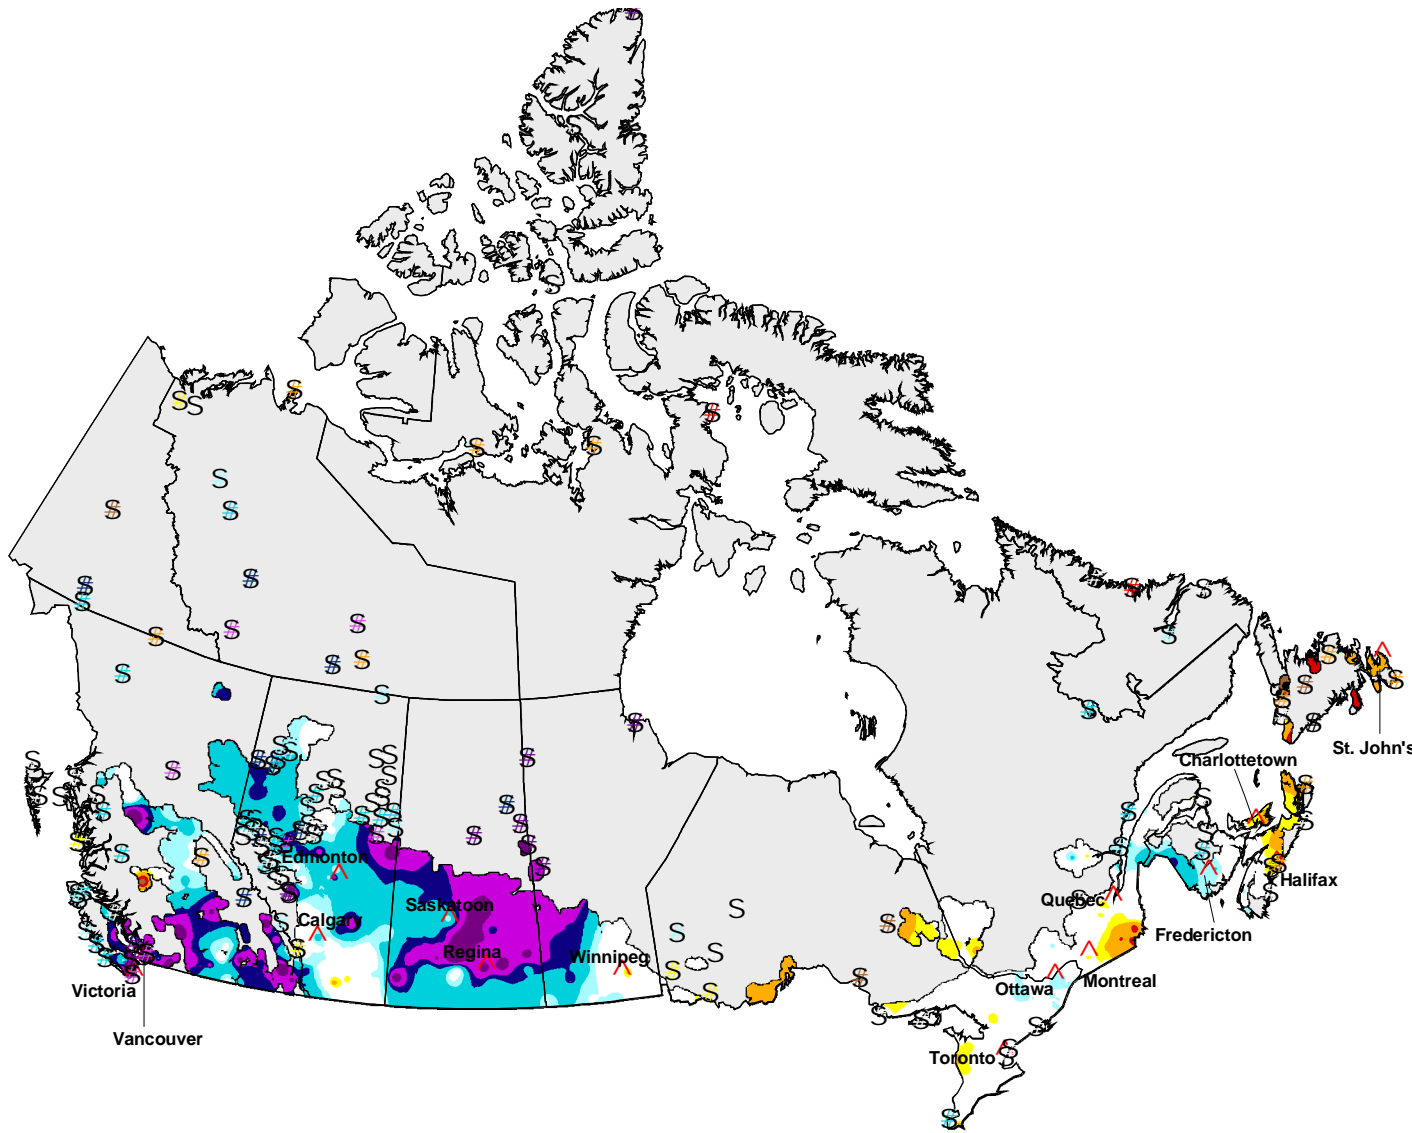 St. John's
Charlottetown
Edmonton
Halifax
Quebec
Saskatoon
Calgary
Fredericton
Regina
Winnipeg
Montreal
Victoria
Ottawa
Vancouver
Toronto